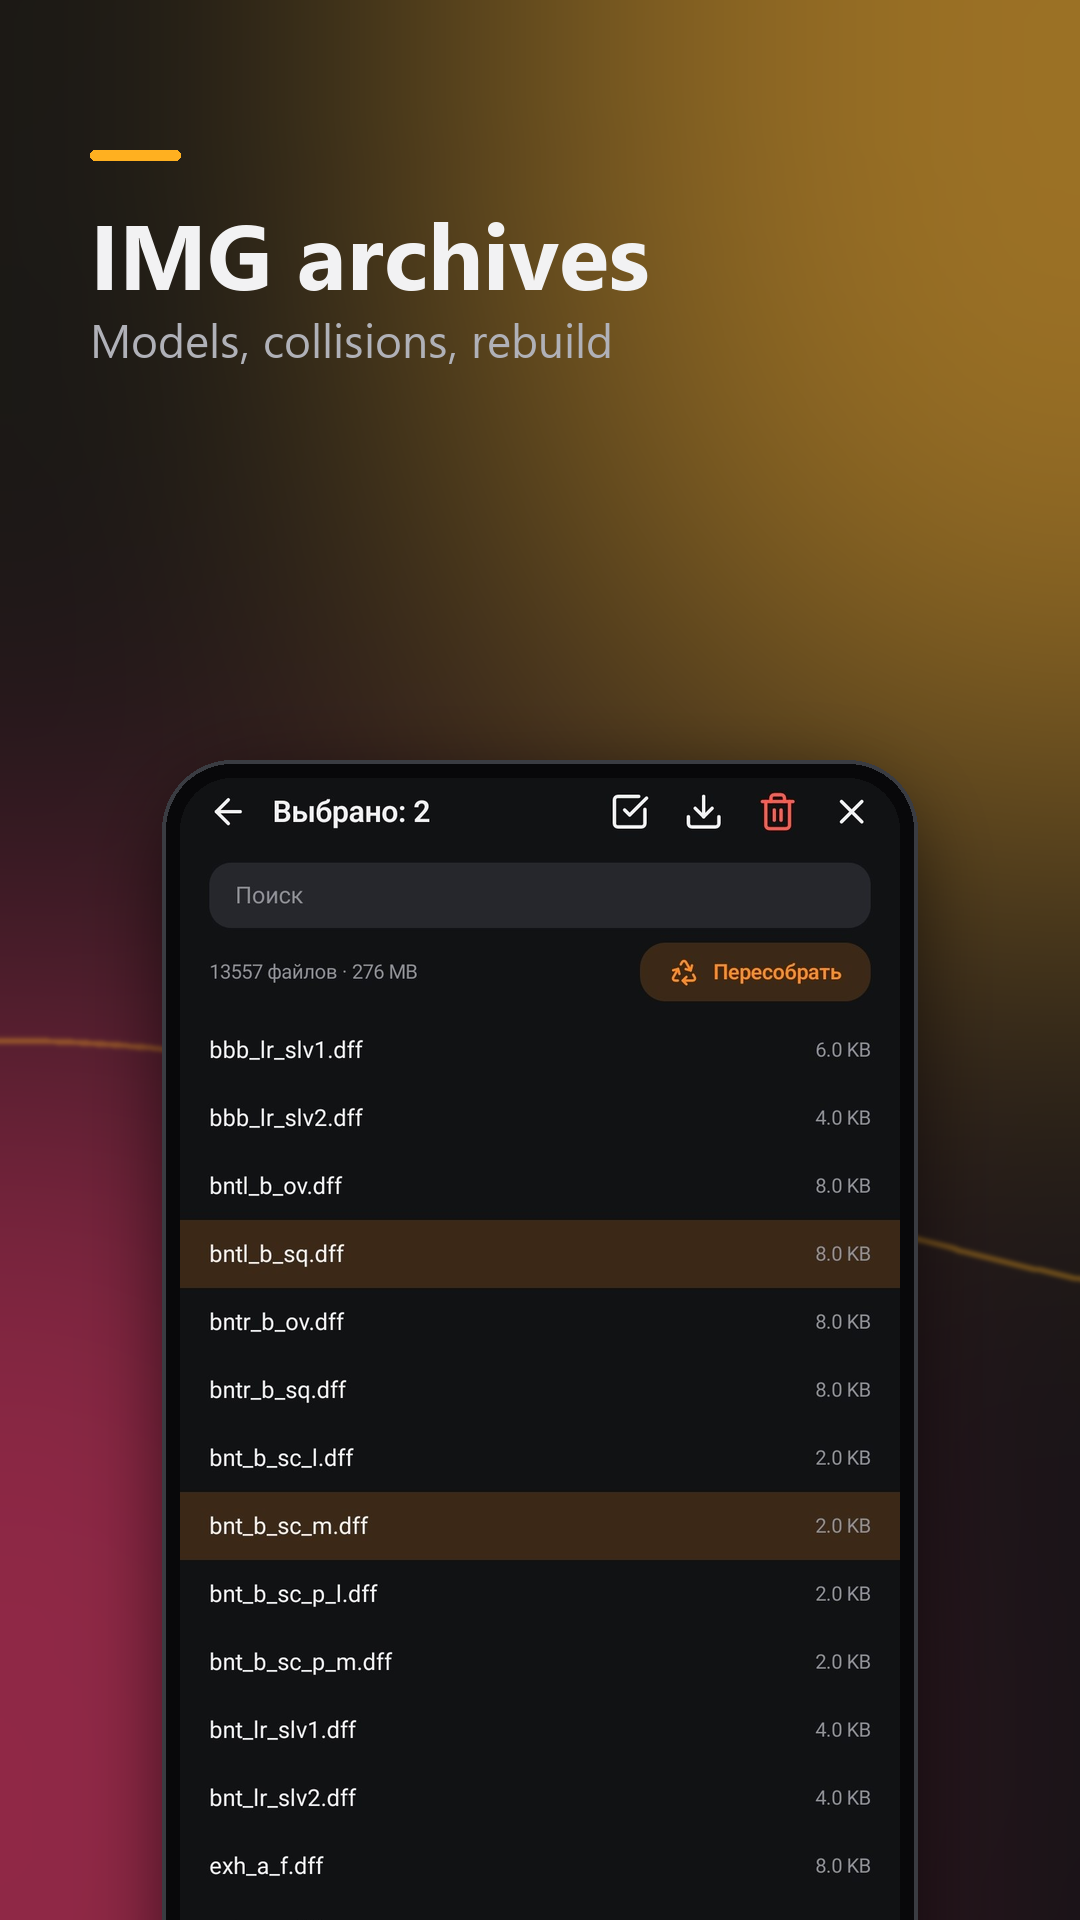 IMG archives
Models, collisions, rebuild
Выбрано: 2
Поиск
13557 файлов · 276 MB Пересобрать
bbb_lr_slv1.dff 6.0 KB
bbb_lr_slv2.dff 4.0 KB
bntl_b_ov.dff 8.0 KB
bntl_b_sq.dff 8.0 KB
bntr_b_ov.dff 8.0 KB
bntr_b_sq.dff 8.0 KB
bnt_b_sc_l.dff 2.0 KB
bnt_b_sc_m.dff 2.0 KB
bnt_b_sc_p_l.dff 2.0 KB
bnt_b_sc_p_m.dff 2.0 KB
bnt_lr_slv1.dff 4.0 KB
bnt_lr_slv2.dff 4.0 KB
exh_a_f.dff 8.0 KB